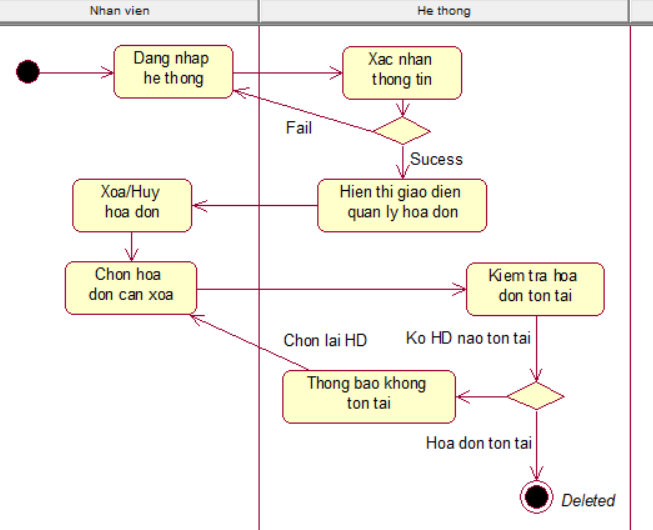 Nhan vien
He thong
Dang nhap
he thong
Xac nhan
thong tin
Fail
Sucess
Xoa/Huy
hoa don
Hien thi giao dien
quan ly hoa don
Chon hoa
don can xoa
Kiem tra hoa
don ton tai
Chon lai HD
Ko HD nao ton tai
Thong bao khong
ton tai
Hoa don ton tai
Deleted